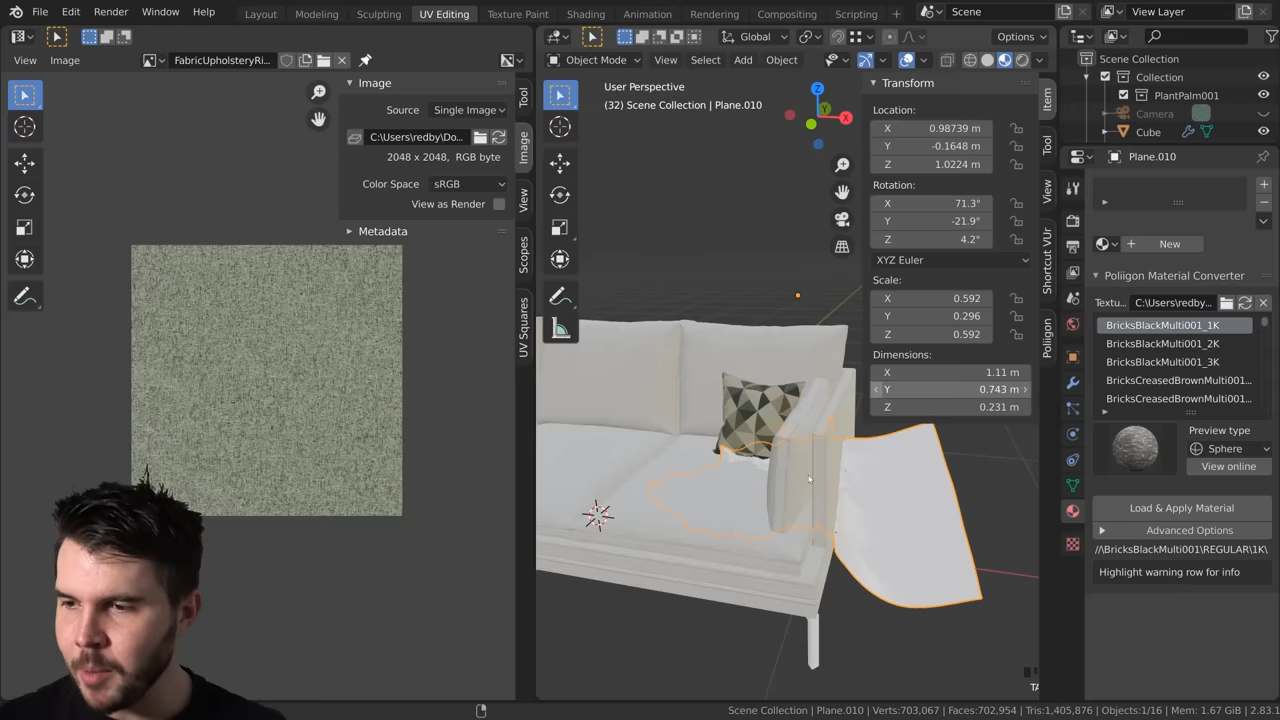 File Edit Render Window Help
Layout Modeling Sculpting UV Editing Texture Paint Shading Animation Rendering Compositing Scripting +
Scene
View Layer
View Image
FabricUpholsteryRi...
Global
Options
Object Mode
View Select Add Object
Image
Source Single Image
C:\Users\redby\Do...
2048 x 2048, RGB byte
Color Space sRGB
View as Render
Metadata
Tool
Image
View
Scopes
UV Squares
User Perspective
(32) Scene Collection | Plane.010
Z
Y
X
Transform
Location:
X 0.98739 m
Y -0.1648 m
Z 1.0224 m
Rotation:
X 71.3°
Y -21.9°
Z 4.2°
XYZ Euler
Scale:
X 0.592
Y 0.296
Z 0.592
Dimensions:
X 1.11 m
Y 0.743 m
Z 0.231 m
Item
Tool
View
Shortcut VUr
Poliigon
Scene Collection
Collection
PlantPalm001
Camera
Cube
Plane.010
New
Poliigon Material Converter
Textu... C:\Users\redby...
BricksBlackMulti001_1K
BricksBlackMulti001_2K
BricksBlackMulti001_3K
BricksCreasedBrownMulti001...
BricksCreasedBrownMulti001...
Preview type
Sphere
View online
Load & Apply Material
Advanced Options
//\BricksBlackMulti001\REGULAR\1K\
Highlight warning row for info
TA
Scene Collection | Plane.010 | Verts:703,067 | Faces:702,954 | Tris:1,405,876 | Objects:1/16 | Mem: 1.67 GiB | 2.83.1